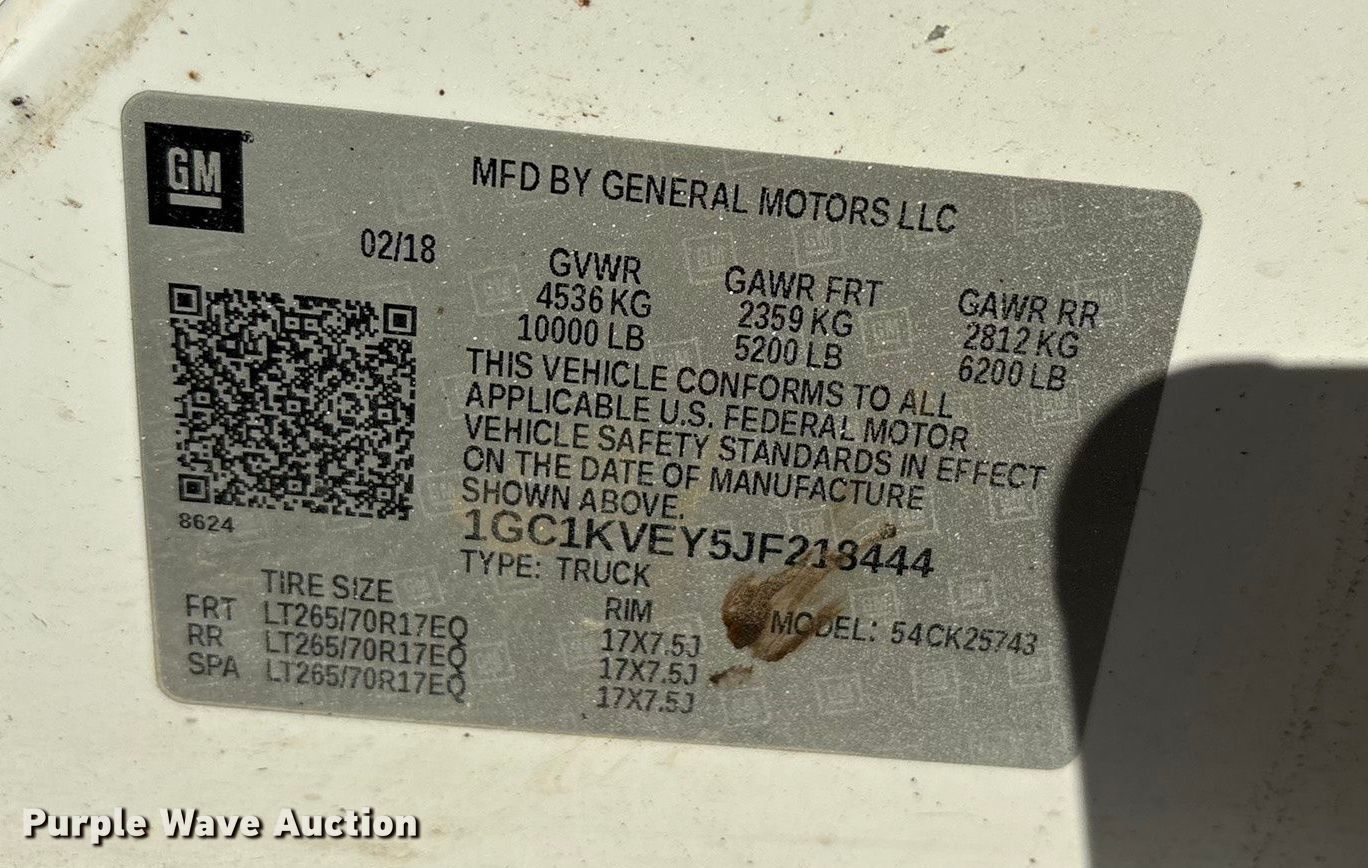 GM
MFD BY GENERAL MOTORS LLC
02/18
GVWR GAWR FRT GAWR RR
4536 KG 2359 KG 2812 KG
10000 LB 5200 LB 6200 LB
THIS VEHICLE CONFORMS TO ALL
APPLICABLE U.S. FEDERAL MOTOR
VEHICLE SAFETY STANDARDS IN EFFECT
ON THE DATE OF MANUFACTURE
SHOWN ABOVE.
8624
1GC1KVEY5JF218444
TYPE: TRUCK
TIRE SIZE RIM MODEL: 54CK25743
FRT LT265/70R17EQ 17X7.5J
RR LT265/70R17EQ 17X7.5J
SPA LT265/70R17EQ 17X7.5J
Purple Wave Auction